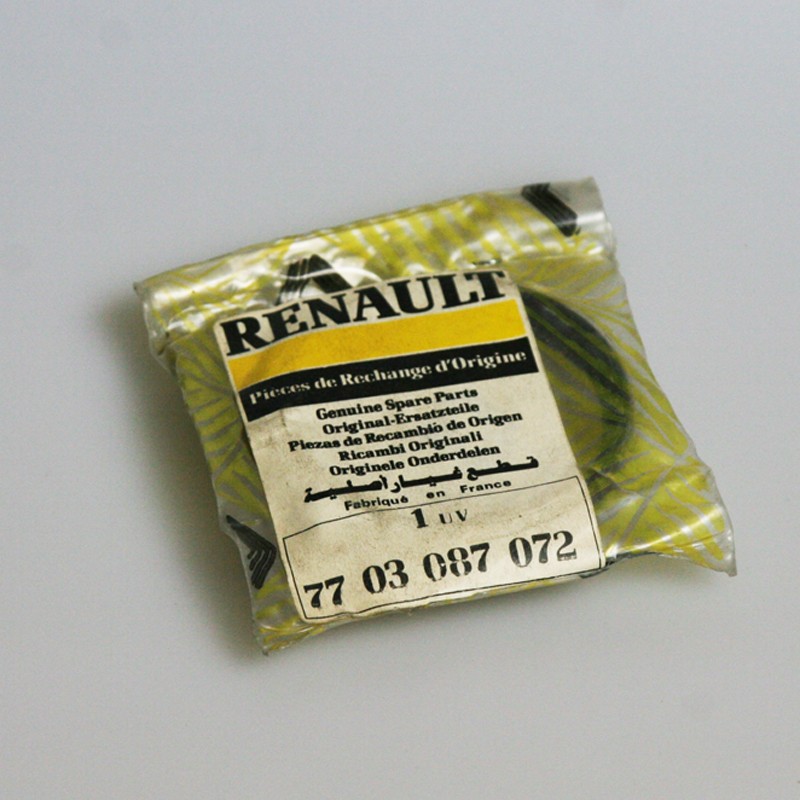 RENAULT
Pièces de Rechange d'Origine
Genuine Spare Parts
Original-Ersatzteile
Piezas de Recambio de Origen
Ricambi Originali
Originele Onderdelen
قطع غيار أصلية
Fabriqué en France
1 UV
77 03 087 072